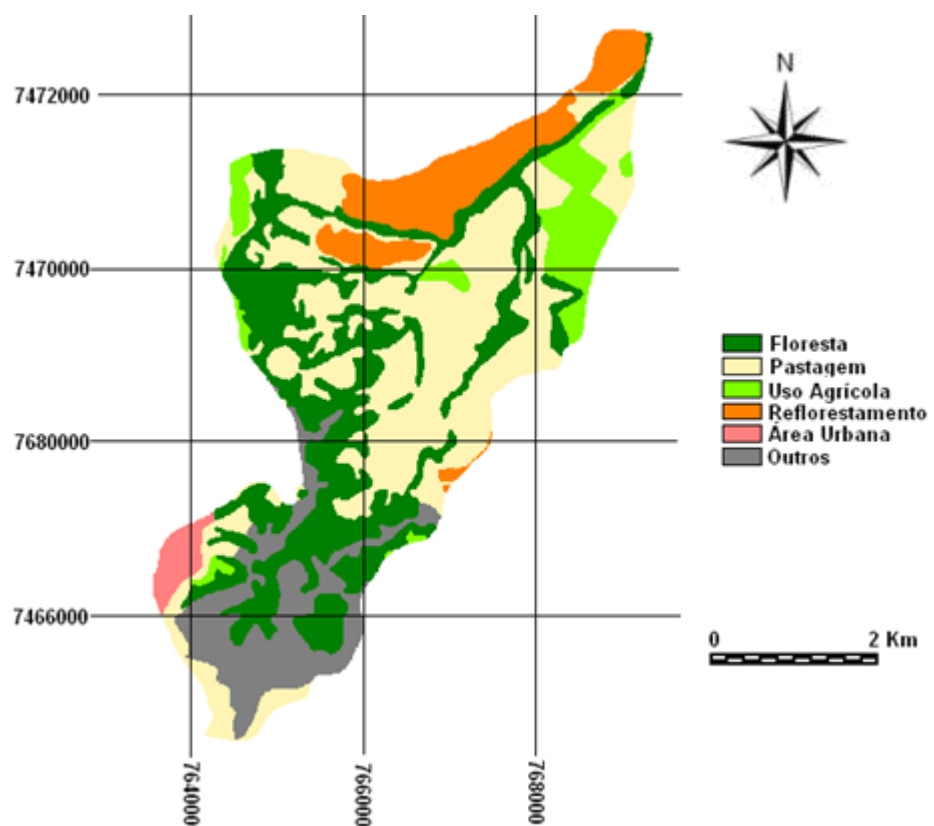 N
7472000
7470000
7680000
7466000
764000
766000
768000
Floresta
Pastagem
Uso Agrícola
Reflorestamento
Área Urbana
Outros
0 2 Km